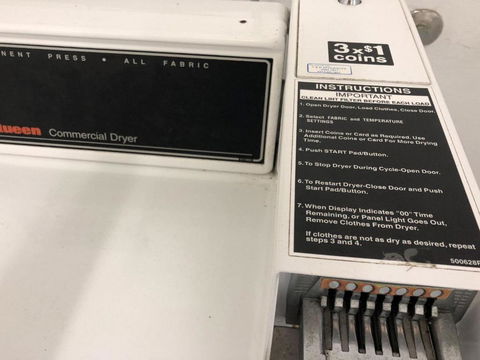 NENT PRESS • ALL FABRIC
Queen Commercial Dryer
3x$1
coins
INSTRUCTIONS
IMPORTANT
CLEAN LINT FILTER BEFORE EACH LOAD
1. Open Dryer Door, Load Clothes, Close Door.
2. Select FABRIC and TEMPERATURE
SETTINGS
3. Insert Coins or Card as Required. Use
Additional Coins or Card For More Drying
Time.
4. Push START Pad/Button.
5. To Stop Dryer During Cycle-Open Door.
6. To Restart Dryer-Close Door and Push
Start Pad/Button.
7. When Display Indicates "00" Time
Remaining, or Panel Light Goes Out,
Remove Clothes From Dryer.
If clothes are not as dry as desired, repeat
steps 3 and 4.
500628